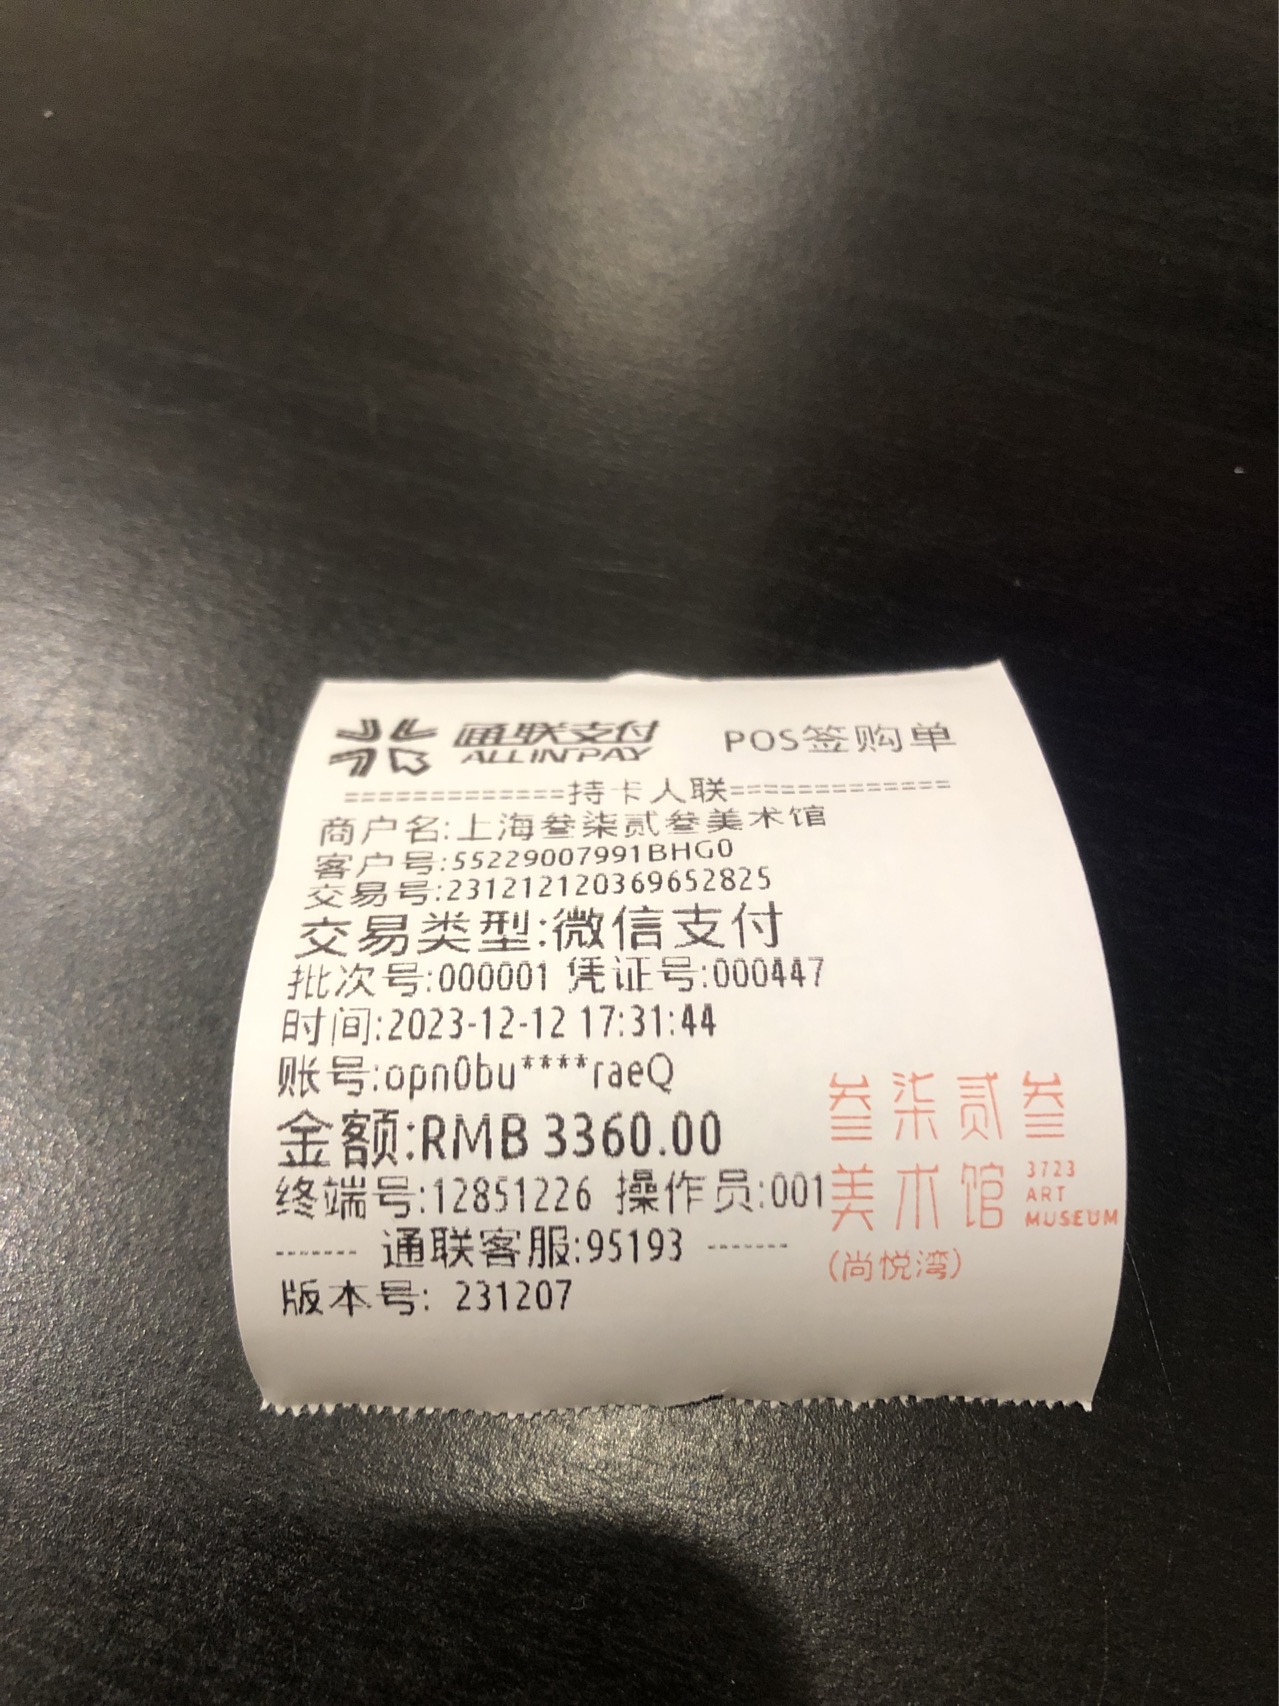 通联支付 POS签购单
ALLINPAY
=============持卡人联=============
商户名:上海叁柒贰叁美术馆
客户号:55229007991BHG0
交易号:231212120369652825
交易类型:微信支付
批次号:000001 凭证号:000447
时间:2023-12-12 17:31:44
账号:opn0bu****raeQ
金额:RMB 3360.00
终端号:12851226 操作员:001
------- 通联客服:95193 -------
版本号: 231207
叁柒贰叁
美术馆
3723
ART
MUSEUM
(尚悦湾)